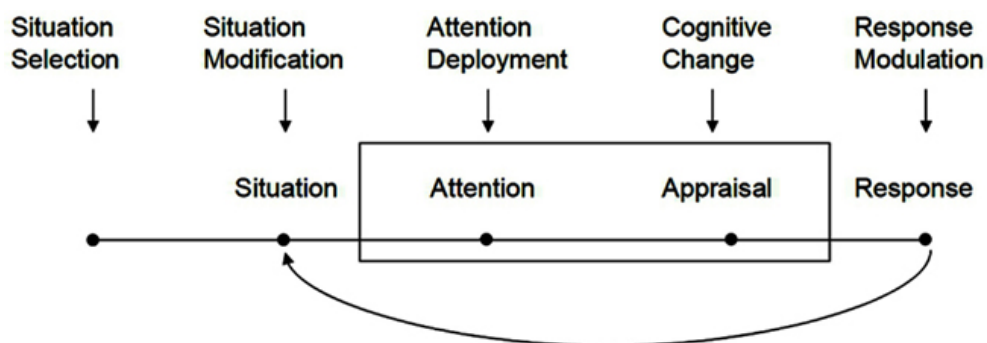 Situation
Selection
Situation
Modification
Attention
Deployment
Cognitive
Change
Response
Modulation
Situation
Attention
Appraisal
Response